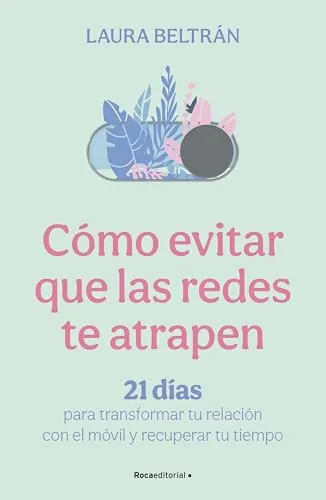 LAURA BELTRÁN
Cómo evitar
que las redes
te atrapen
21 días
para transformar tu relación
con el móvil y recuperar tu tiempo
Rocaeditorial